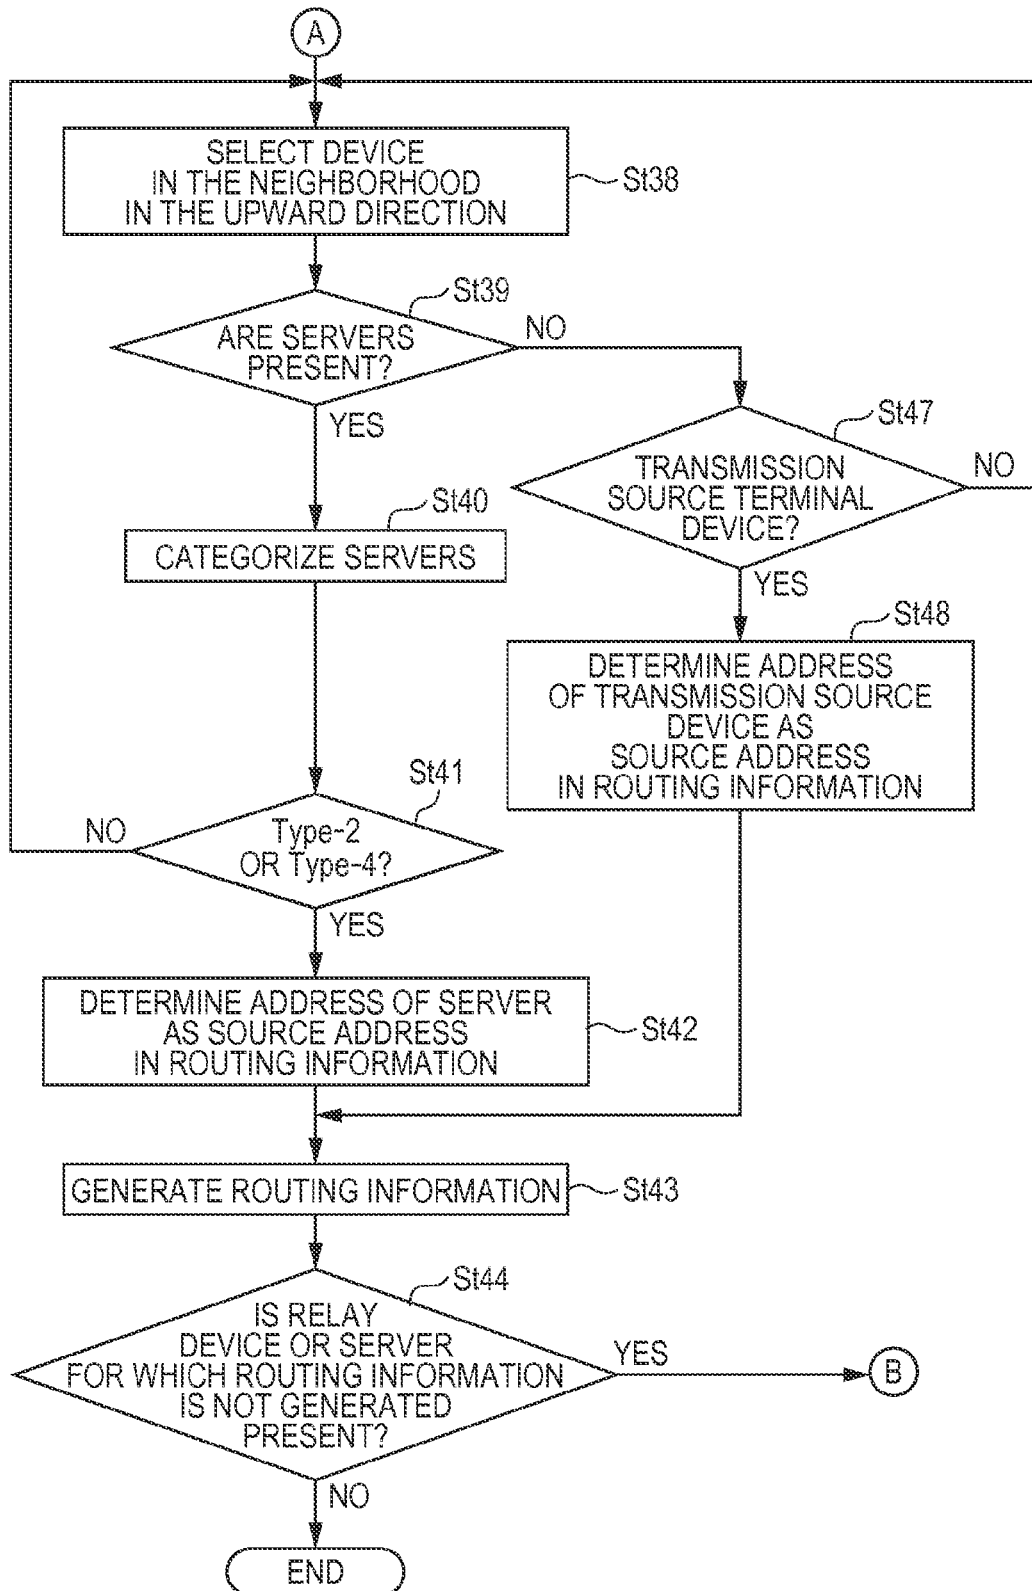 A
SELECT DEVICE
IN THE NEIGHBORHOOD
IN THE UPWARD DIRECTION
St38
St39
ARE SERVERS
PRESENT?
NO
YES
St47
TRANSMISSION
SOURCE TERMINAL
DEVICE?
NO
YES
St40
CATEGORIZE SERVERS
St48
DETERMINE ADDRESS
OF TRANSMISSION SOURCE
DEVICE AS
SOURCE ADDRESS
IN ROUTING INFORMATION
St41
Type-2
OR Type-4?
NO
YES
DETERMINE ADDRESS OF SERVER
AS SOURCE ADDRESS
IN ROUTING INFORMATION
St42
GENERATE ROUTING INFORMATION
St43
St44
IS RELAY
DEVICE OR SERVER
FOR WHICH ROUTING INFORMATION
IS NOT GENERATED
PRESENT?
YES
B
NO
END